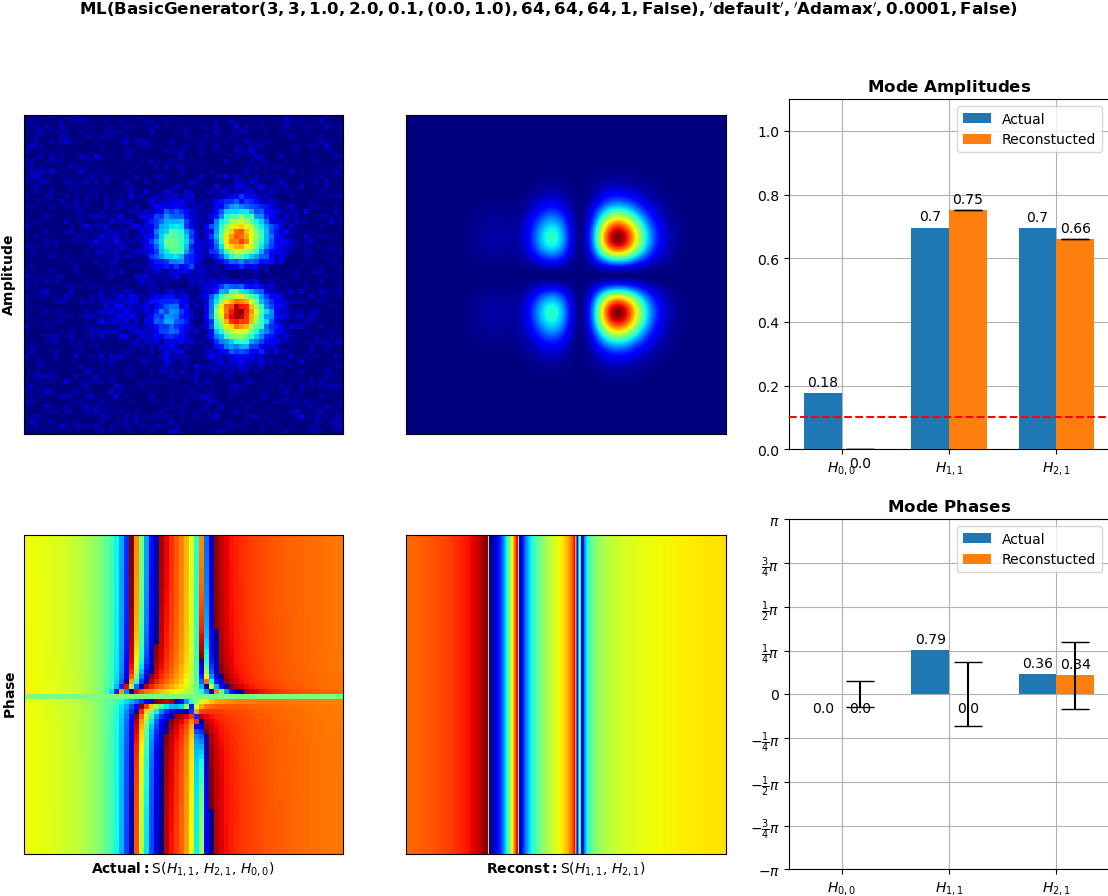 ML(BasicGenerator(3, 3, 1.0, 2.0, 0.1, (0.0, 1.0), 64, 64, 64, 1, False), ′default′, ′Adamax′, 0.0001, False)
Amplitude
Mode Amplitudes
Actual
Reconstucted
1.0
0.8
0.6
0.4
0.2
0.0
0.18
0.0
0.7
0.75
0.7
0.66
H0,0
H1,1
H2,1
Phase
Actual: S(H1,1, H2,1, H0,0)
Reconst: S(H1,1, H2,1)
Mode Phases
Actual
Reconstucted
π
3/4π
1/2π
1/4π
0
−1/4π
−1/2π
−3/4π
−π
0.0
0.0
0.79
0.0
0.36
0.34
H0,0
H1,1
H2,1